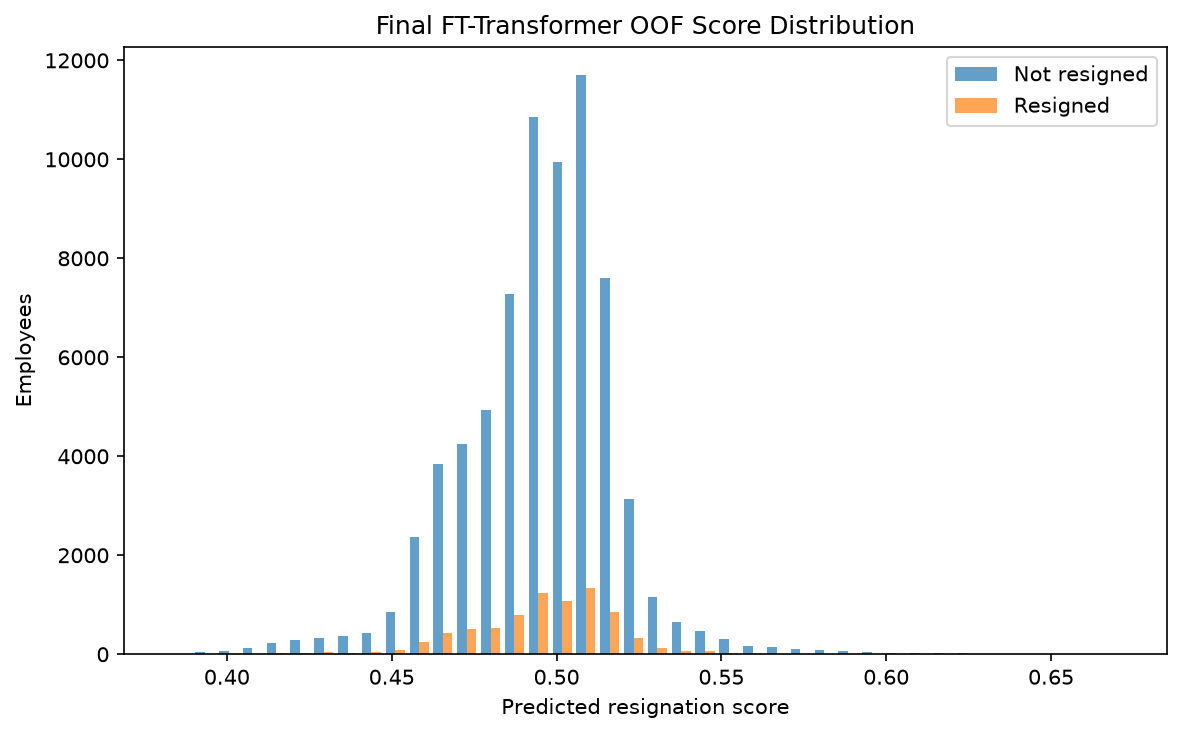 Final FT-Transformer OOF Score Distribution
Not resigned
Resigned
Employees
12000
10000
8000
6000
4000
2000
0
0.40 0.45 0.50 0.55 0.60 0.65
Predicted resignation score